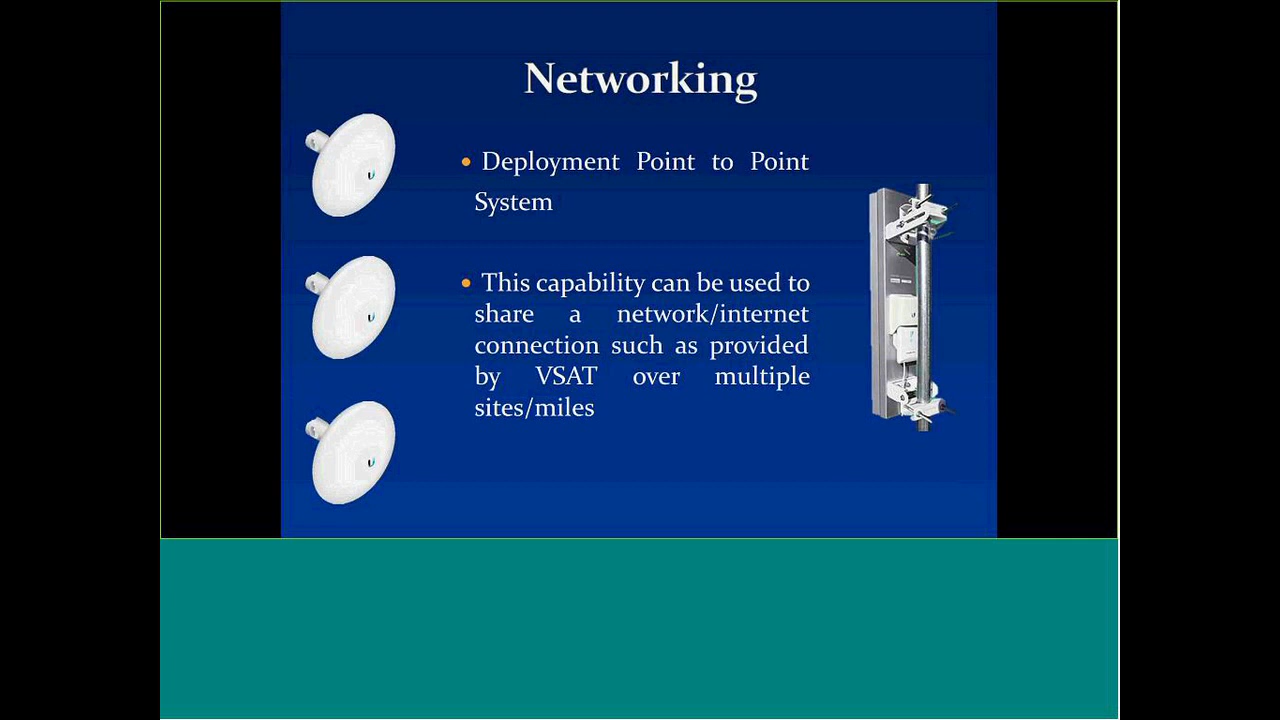 Networking
• Deployment Point to Point
System
• This capability can be used to
share a network/internet
connection such as provided
by VSAT over multiple
sites/miles